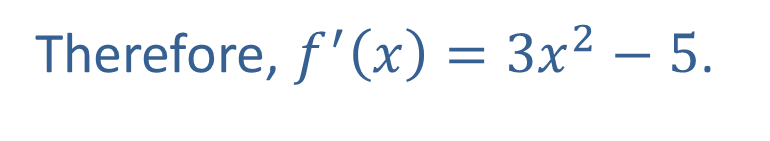 Therefore, f′(x) = 3x² − 5.